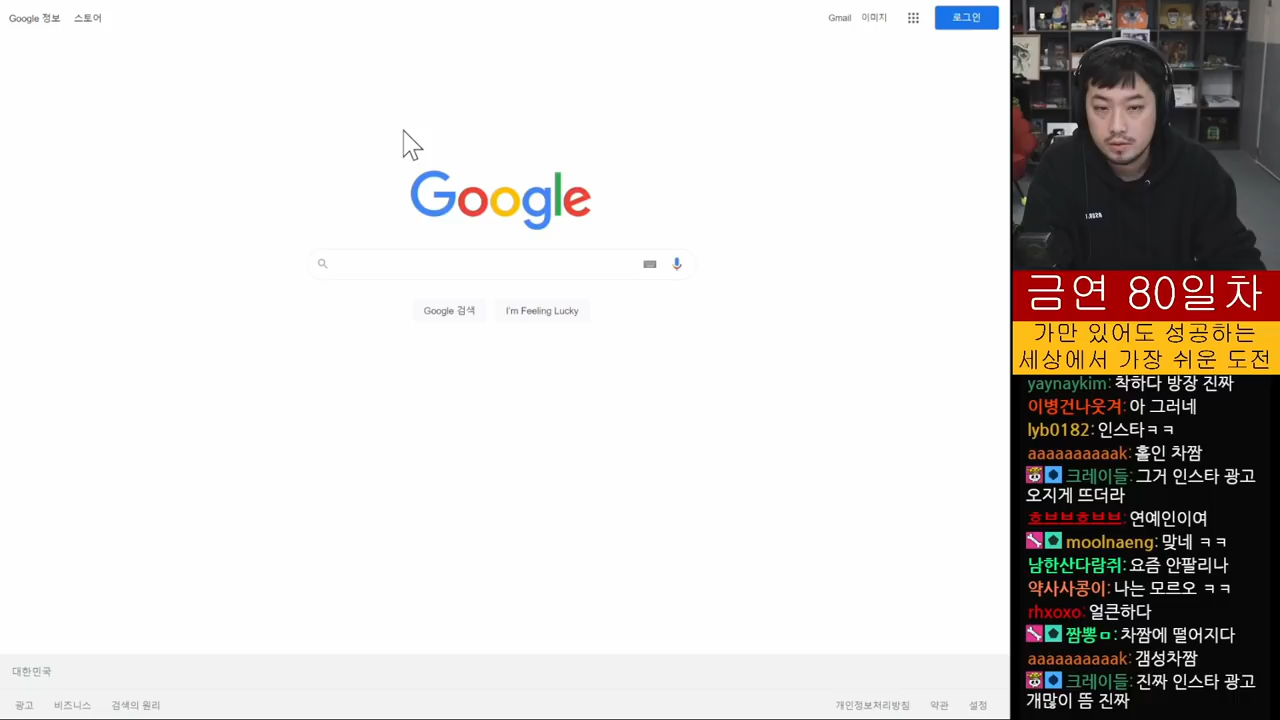 Google 정보 스토어
Gmail 이미지 로그인
Google
Google 검색 I'm Feeling Lucky
대한민국
광고 비즈니스 검색의 원리
개인정보처리방침 약관 설정
금연 80일차
가만 있어도 성공하는
세상에서 가장 쉬운 도전
yaynaykim: 착하다 방장 진짜
이병건나웃겨: 아 그러네
lyb0182: 인스타ㅋㅋ
aaaaaaaaaak: 홀인 차짬
크레이들: 그거 인스타 광고
오지게 뜨더라
흐브브흐브브: 연예인이여
moolnaeng: 맞네 ㅋㅋ
남한산다람쥐: 요즘 안팔리나
약사사콩이: 나는 모르오 ㅋㅋ
rhxoxo: 얼큰하다
짬뽕ㅁ: 차짬에 떨어지다
aaaaaaaaaak: 갬성차짬
크레이들: 진짜 인스타 광고
개많이 뜸 진짜